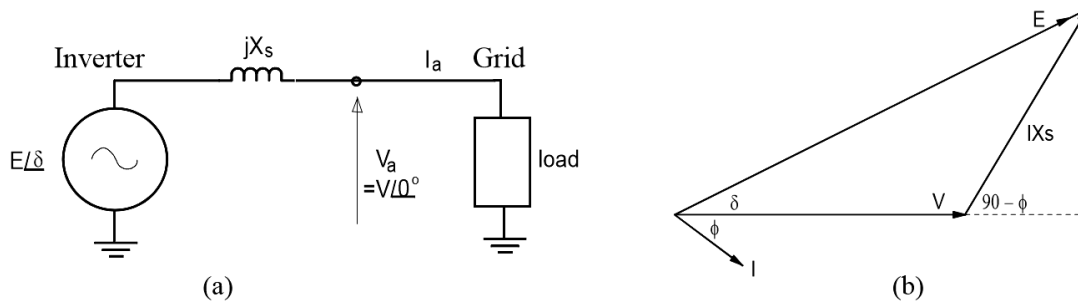 Inverter
jXₛ
Iₐ
Grid
E/δ
Vₐ
=V/0°
load
(a)
E
IXs
δ
V
90 – ϕ
ϕ
I
(b)